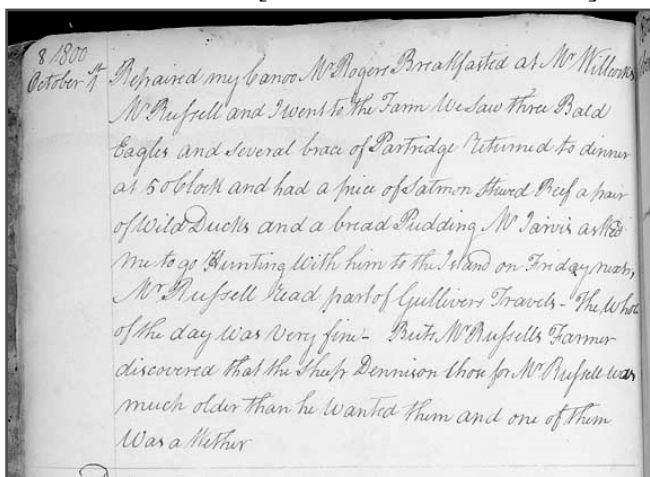 8 1800
October 1st Repaired my Canoe Mr Rogers Breakfasted at Mr Willcocks
Mr Russell and I went to the Farm We Saw three Bald
Eagles and Several brace of Partridge returned to dinner
at 5 oClock and had a piece of Salmon Stewed Beef a pair
of Wild Ducks and a bread Pudding Mr Jarvis asked
me to go Hunting With him to the Island on Friday next,
Mr Russell read part of Gullivers Travels - The Whole
of the day Was Very fine - Mr Russells Farmer
discovered that the Sheep Dennison Chose for Mr Russell Was
much older than he Wanted them and one of them
Was a Wether